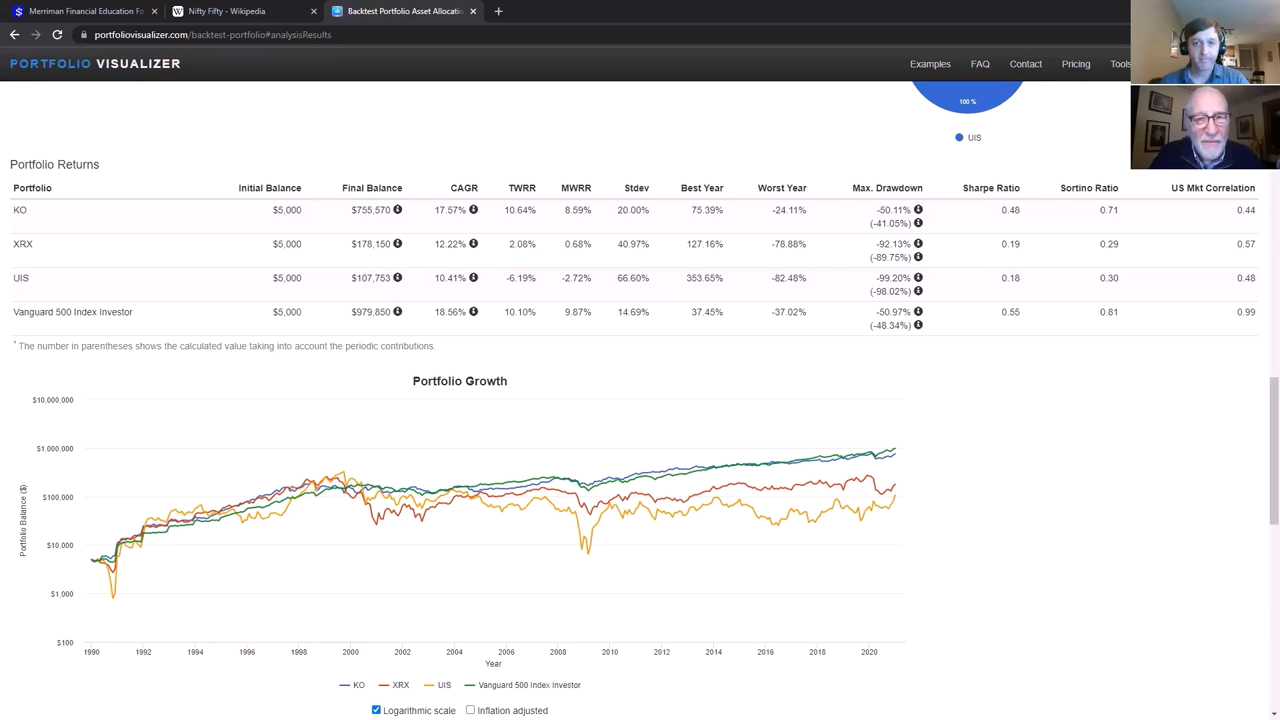 Merriman Financial Education Fo
Nifty Fifty - Wikipedia
Backtest Portfolio Asset Allocatio
portfoliovisualizer.com/backtest-portfolio#analysisResults
PORTFOLIO VISUALIZER
Examples FAQ Contact Pricing Tools
100 %
UIS
Portfolio Returns
Portfolio Initial Balance Final Balance CAGR TWRR MWRR Stdev Best Year Worst Year Max. Drawdown Sharpe Ratio Sortino Ratio US Mkt Correlation
KO $5,000 $755,570 17.57% 10.64% 8.59% 20.00% 75.39% -24.11% -50.11% 0.48 0.71 0.44
(-41.05%)
XRX $5,000 $178,150 12.22% 2.08% 0.68% 40.97% 127.16% -78.88% -92.13% 0.19 0.29 0.57
(-89.75%)
UIS $5,000 $107,753 10.41% -6.19% -2.72% 66.60% 353.65% -82.48% -99.20% 0.18 0.30 0.48
(-98.02%)
Vanguard 500 Index Investor $5,000 $979,850 18.56% 10.10% 9.87% 14.69% 37.45% -37.02% -50.97% 0.55 0.81 0.99
(-48.34%)
* The number in parentheses shows the calculated value taking into account the periodic contributions.
Portfolio Growth
$10,000,000
$1,000,000
$100,000
$10,000
$1,000
$100
Portfolio Balance ($)
1990 1992 1994 1996 1998 2000 2002 2004 2006 2008 2010 2012 2014 2016 2018 2020
Year
KO XRX UIS Vanguard 500 Index Investor
Logarithmic scale Inflation adjusted